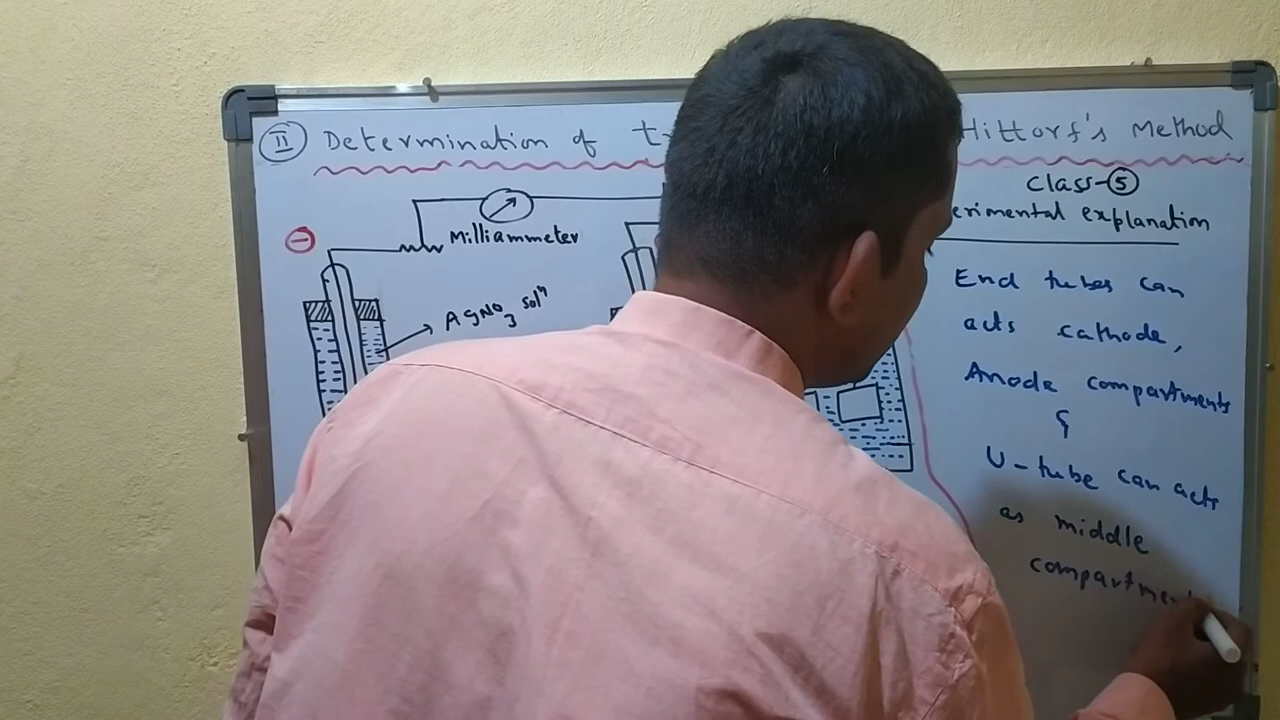 II Determination of Hittorf's Method
class-5
erimental explanation
Milliammeter
AgNO3 soln
End tubes can
acts cathode,
Anode compartments
&
U-tube can acts
as middle
compartment